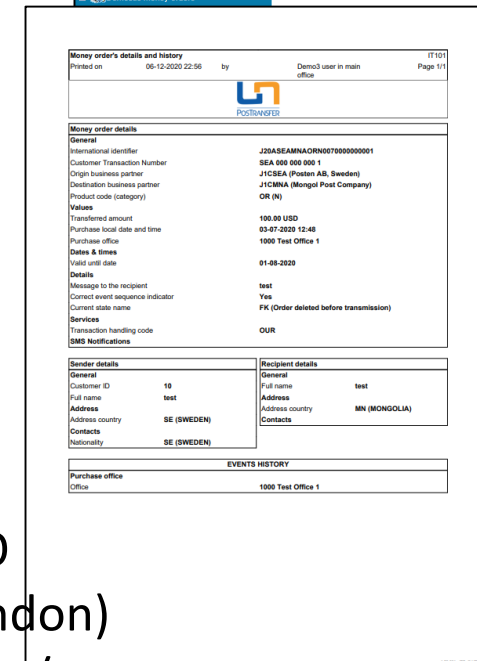 Money order's details and history IT101
Printed on 06-12-2020 22:56 by Demo3 user in main office Page 1/1
POSTRANSFER
Money order details
General
International identifier J20ASEAMNAORN0070000000001
Customer Transaction Number SEA 000 000 000 1
Origin business partner J1CSEA (Posten AB, Sweden)
Destination business partner J1CMNA (Mongol Post Company)
Product code (category) OR (N)
Values
Transferred amount 100.00 USD
Purchase local date and time 03-07-2020 12:48
Purchase office 1000 Test Office 1
Dates & times
Valid until date 01-08-2020
Details
Message to the recipient test
Correct event sequence indicator Yes
Current state name FK (Order deleted before transmission)
Services
Transaction handling code OUR
SMS Notifications
Sender details
General
Customer ID 10
Full name test
Address
Address country SE (SWEDEN)
Contacts
Nationality SE (SWEDEN)
Recipient details
General
Full name test
Address
Address country MN (MONGOLIA)
Contacts
EVENTS HISTORY
Purchase office
Office 1000 Test Office 1
ndon)